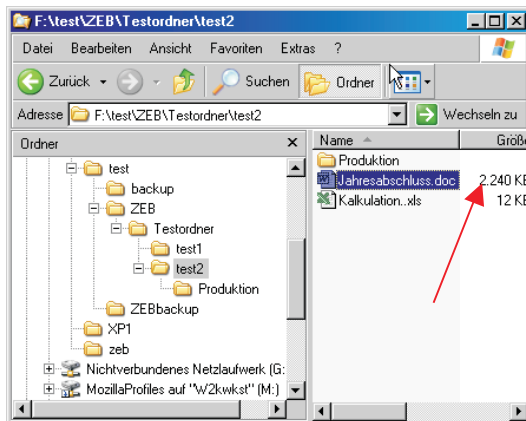 F:\test\ZEB\Testordner\test2
Datei Bearbeiten Ansicht Favoriten Extras ?
Zurück Suchen Ordner
Adresse F:\test\ZEB\Testordner\test2 Wechseln zu
Ordner
test
backup
ZEB
Testordner
test1
test2
Produktion
ZEBbackup
XP1
zeb
Nichtverbundenes Netzlaufwerk (G:
MozillaProfiles auf "W2kwkst" (M:)
Name Größe
Produktion
Jahresabschluss.doc 2.240 KB
Kalkulation..xls 12 KB